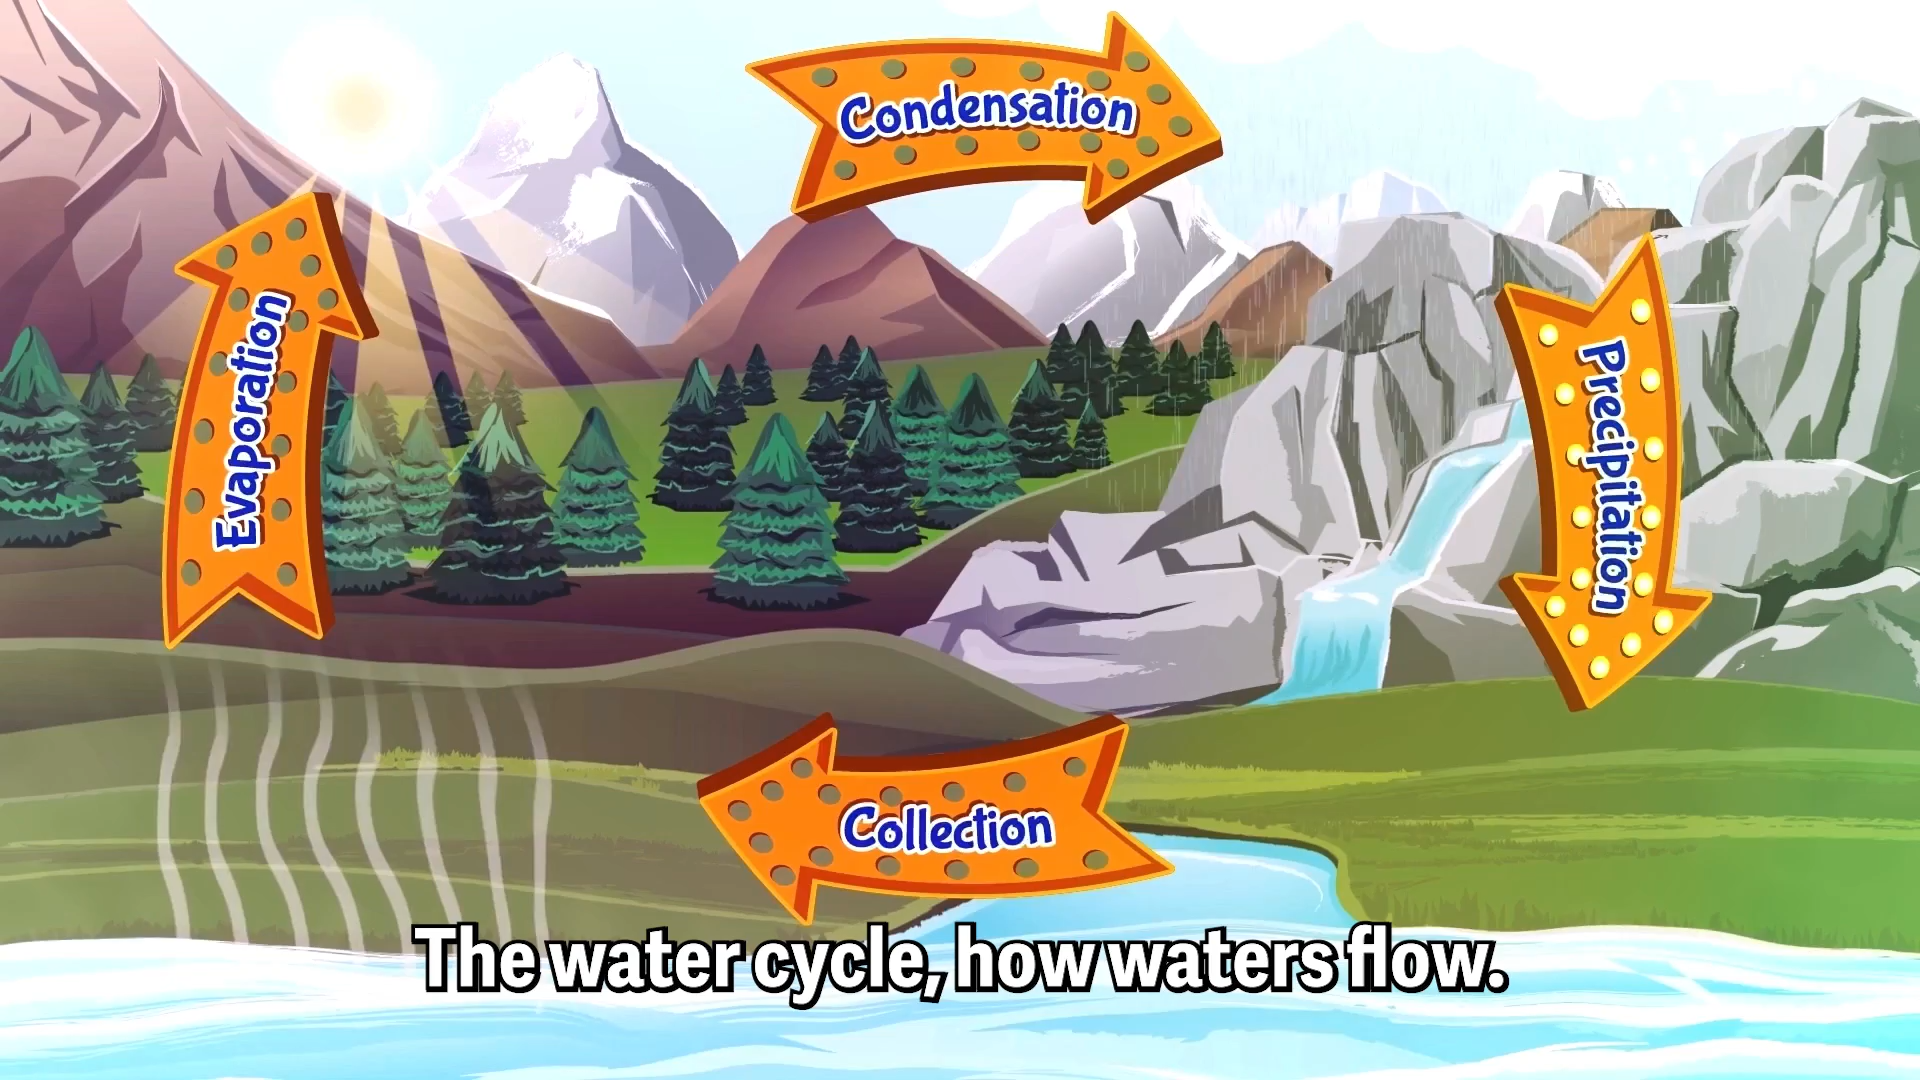 Condensation
Evaporation
Precipitation
Collection
The water cycle, how waters flow.